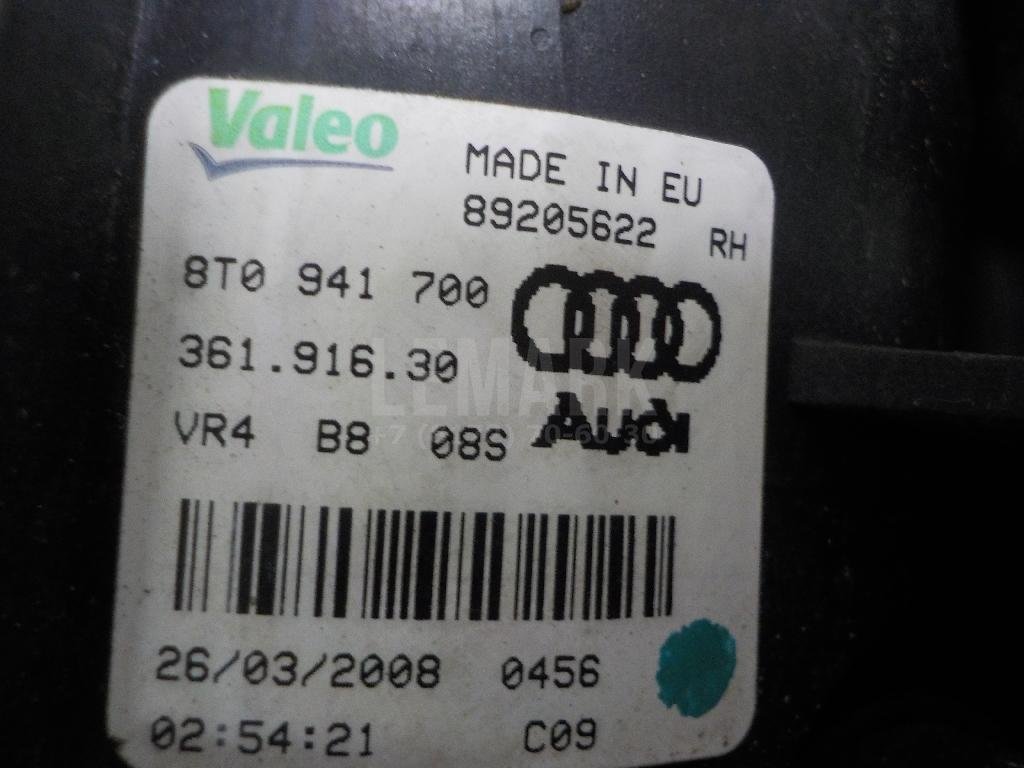 Valeo
MADE IN EU
89205622 RH
8T0 941 700
361.916.30
LEMARK
VR4 B8 08S
Audi
26/03/2008 0456
02:54:21 C09